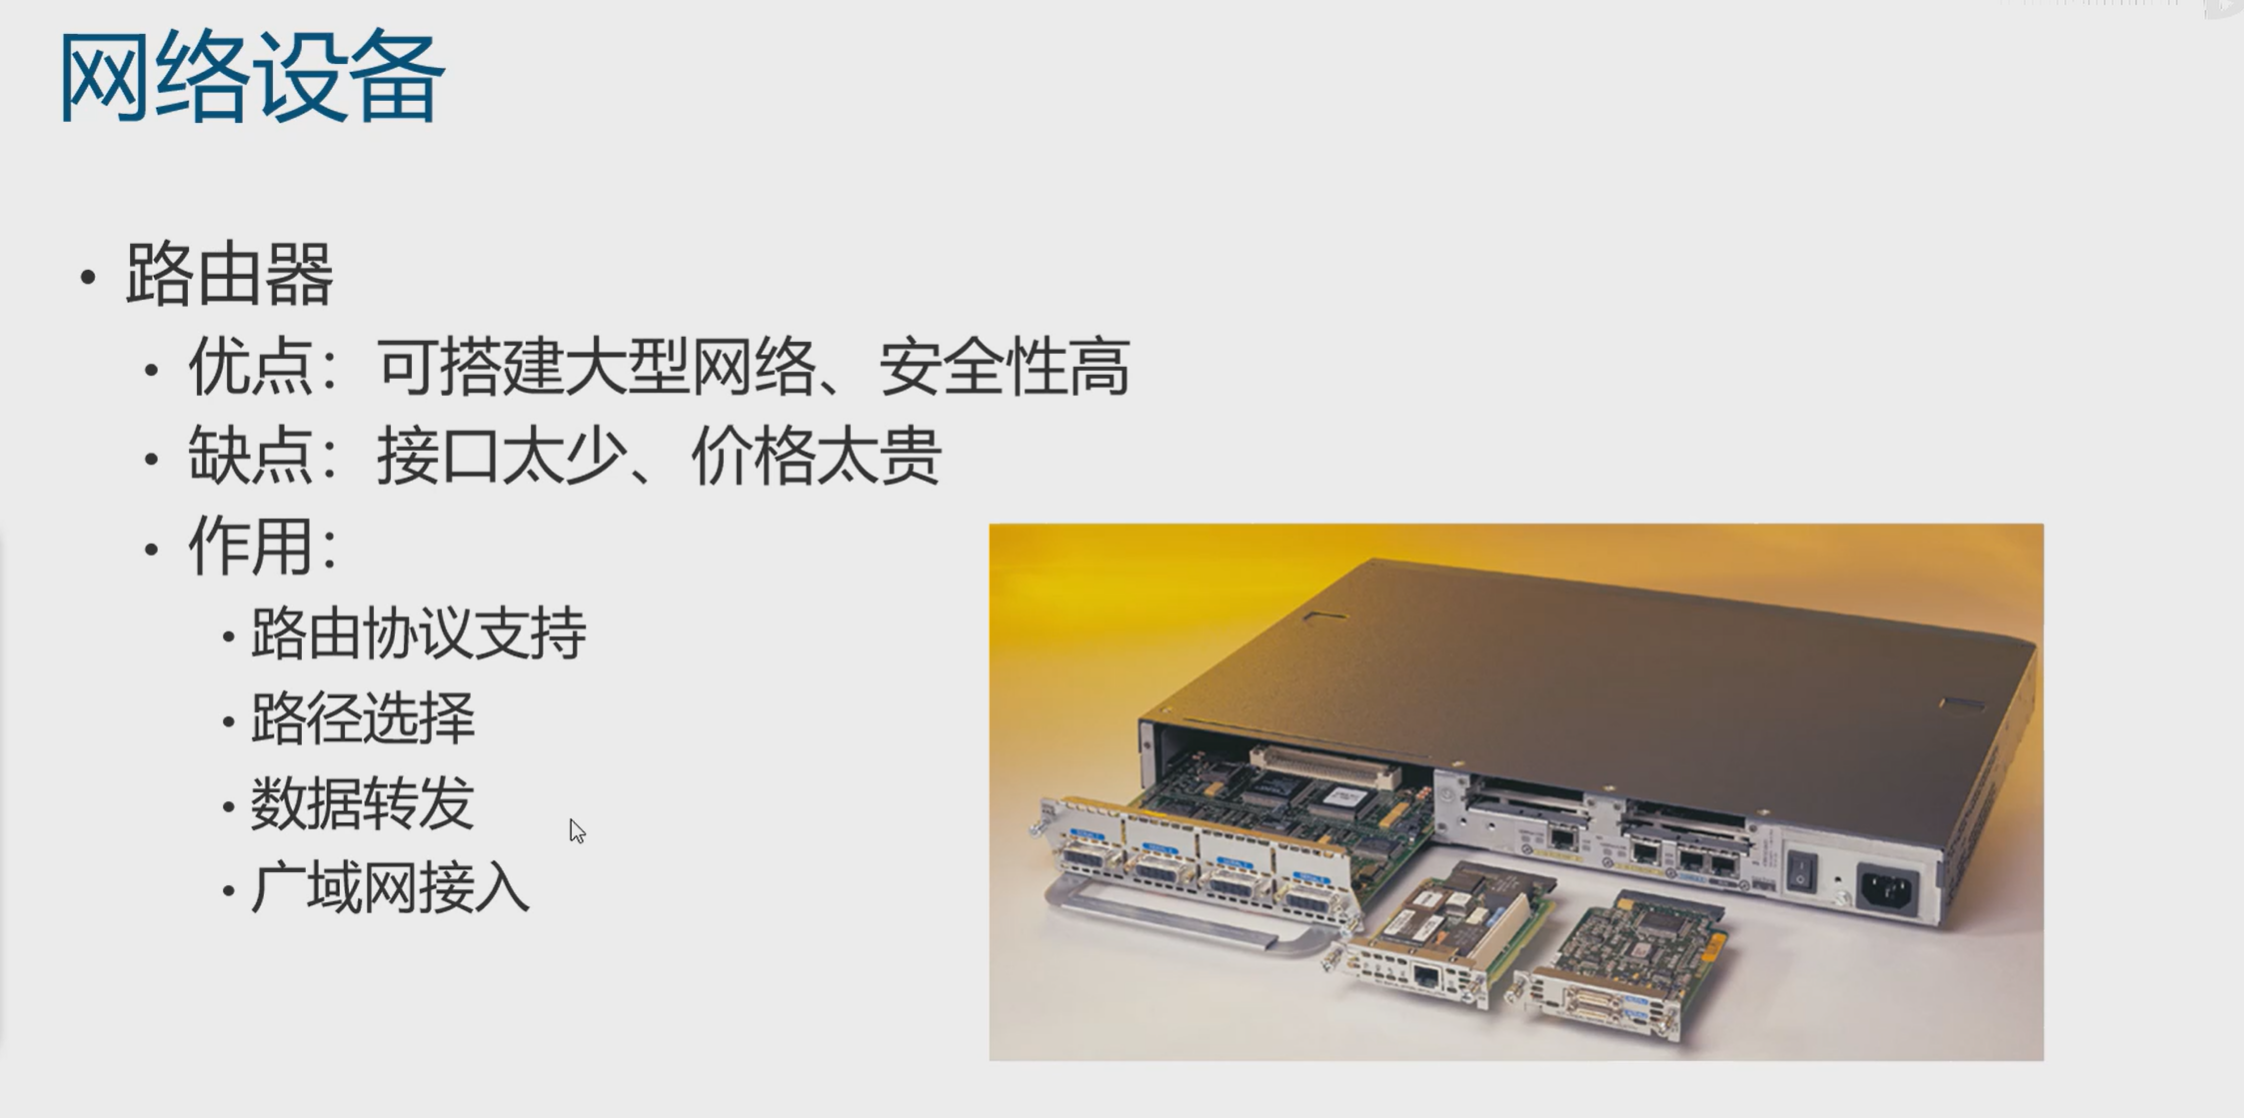 网络设备
• 路由器
• 优点：可搭建大型网络、安全性高
• 缺点：接口太少、价格太贵
• 作用：
• 路由协议支持
• 路径选择
• 数据转发
• 广域网接入